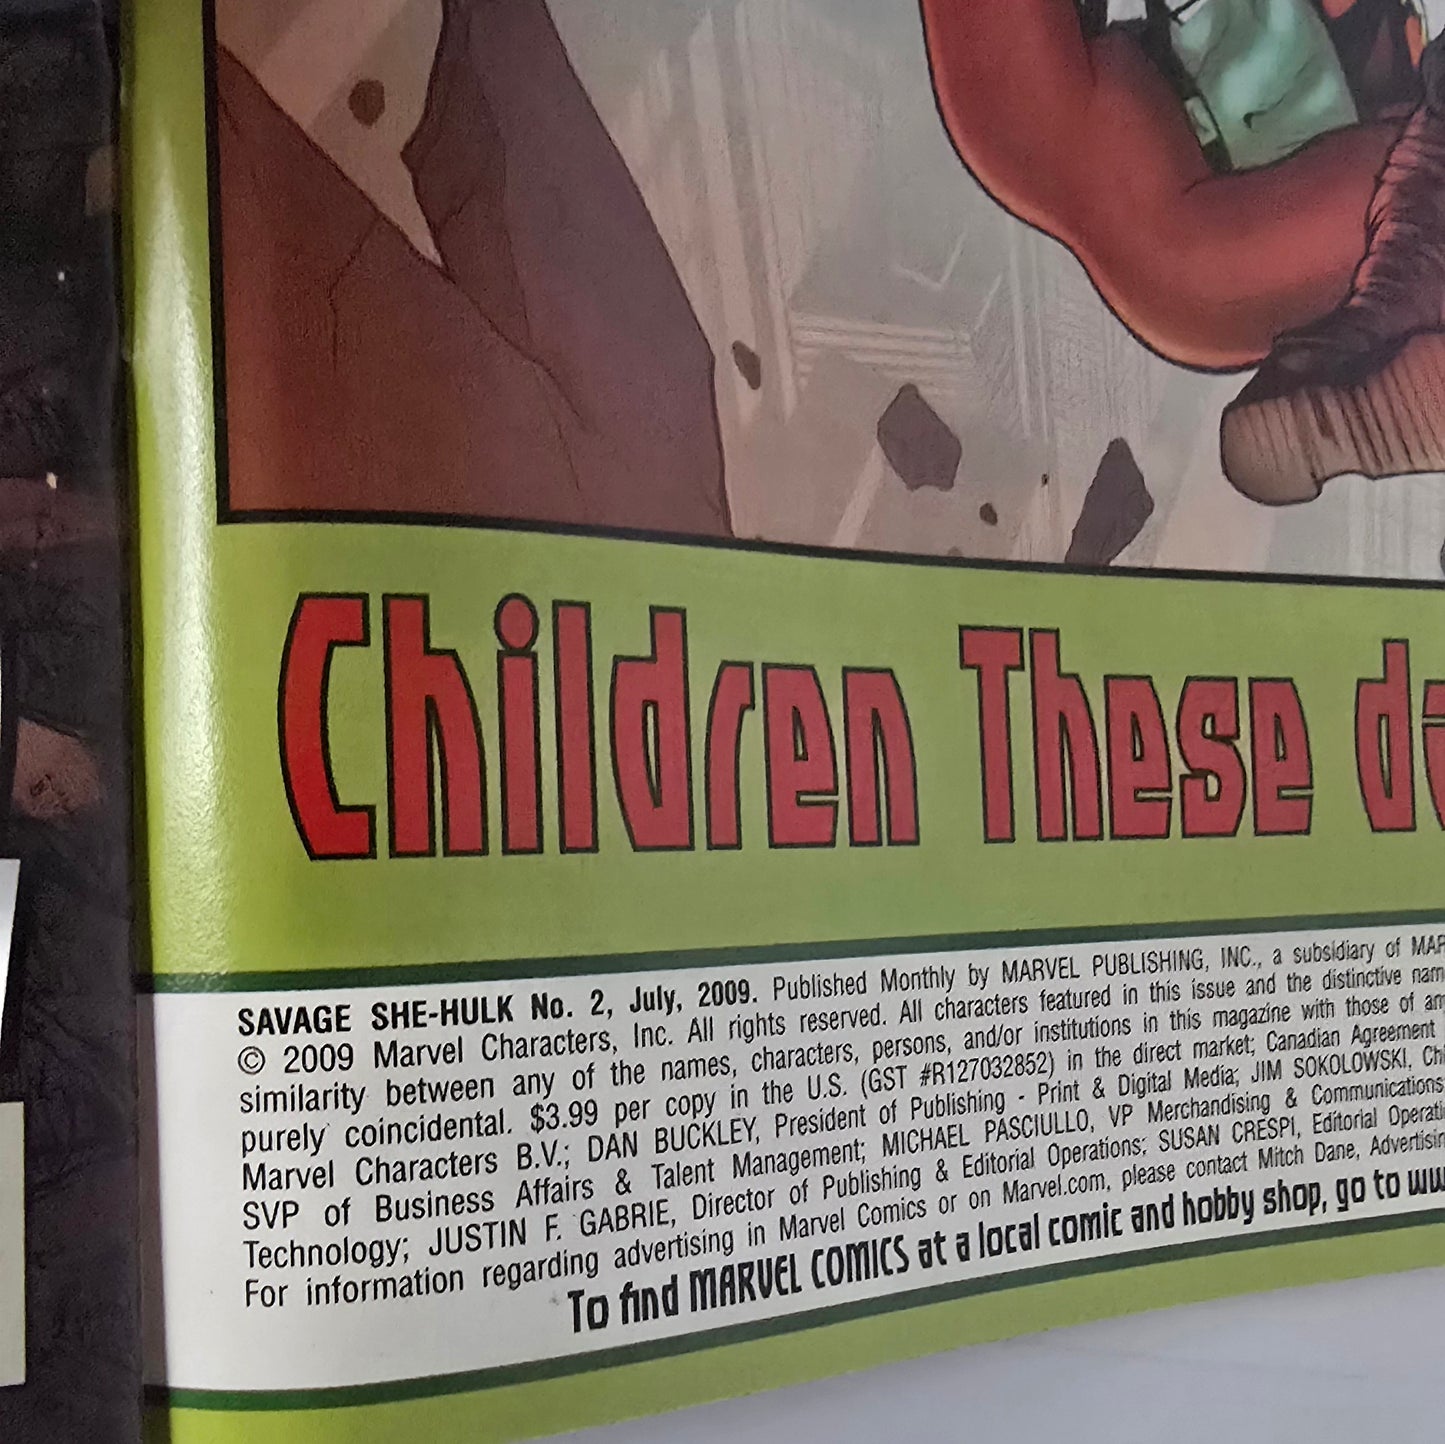 Children These
SAVAGE SHE-HULK No. 2, July, 2009. Published Monthly by MARVEL PUBLISHING, INC., a subsidiary of
© 2009 Marvel Characters, Inc. All rights reserved. All characters featured in this issue and the distinctive
similarity between any of the names, characters, persons, and/or institutions in this magazine with those of
purely coincidental. $3.99 per copy in the U.S. (GST #R127032852) in the direct market; Canadian Agreement
Marvel Characters B.V.; DAN BUCKLEY, President of Publishing - Print & Digital Media; JIM SOKOLOWSKI,
SVP of Business Affairs & Talent Management; MICHAEL PASCIULLO, VP Merchandising & Communications
Technology; JUSTIN F. GABRIE, Director of Publishing & Editorial Operations; SUSAN CRESPI, Editorial
For information regarding advertising in Marvel Comics or on Marvel.com, please contact Mitch Dane,
To find MARVEL COMICS at a local comic and hobby shop, go to